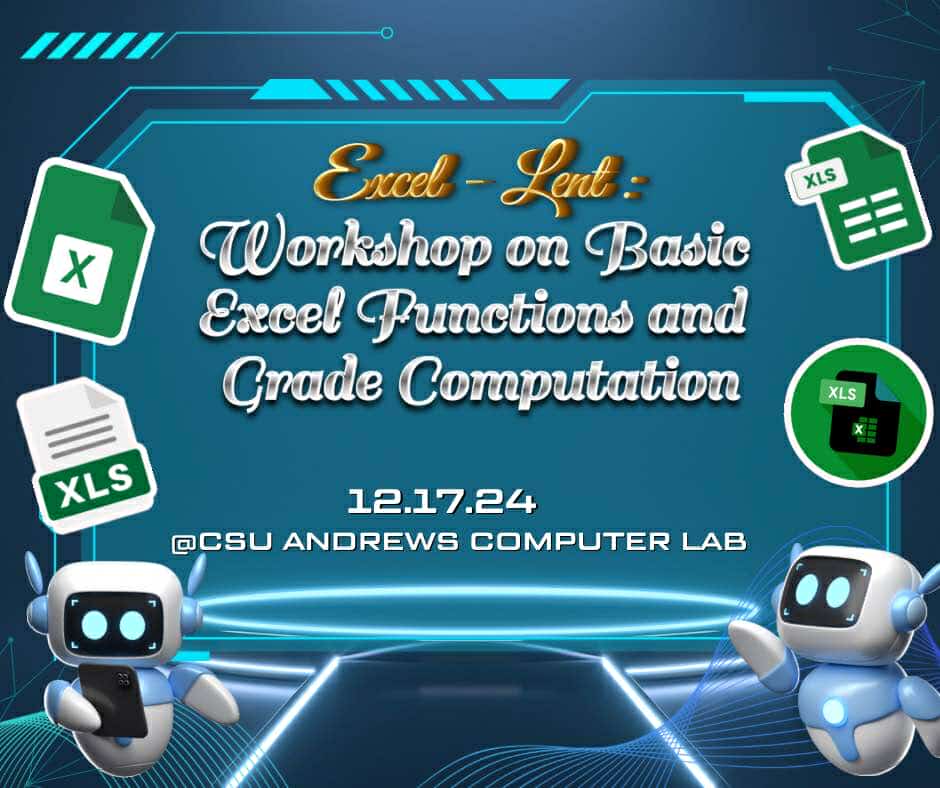 Excel - Lent :
Workshop on Basic
Excel Functions and
Grade Computation
12.17.24
@CSU ANDREWS COMPUTER LAB
X
XLS
XLS
XLS
X